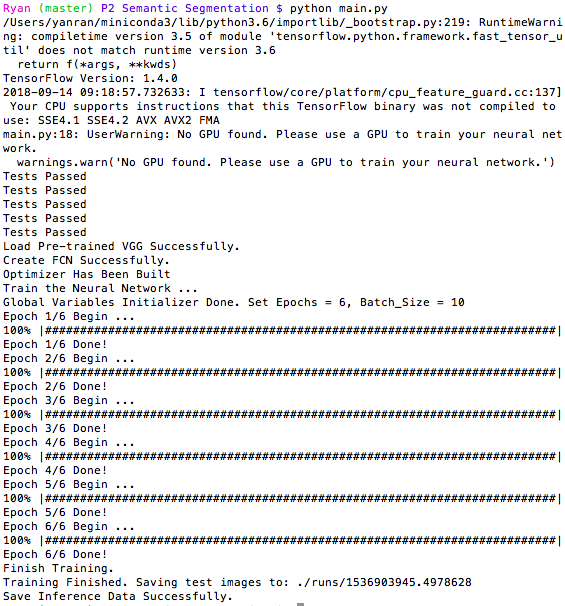 Ryan (master) P2 Semantic Segmentation $ python main.py
/Users/yanran/miniconda3/lib/python3.6/importlib/_bootstrap.py:219: RuntimeWarni
ng: compiletime version 3.5 of module 'tensorflow.python.framework.fast_tensor_u
til' does not match runtime version 3.6
  return f(*args, **kwds)
TensorFlow Version: 1.4.0
2018-09-14 09:18:57.732633: I tensorflow/core/platform/cpu_feature_guard.cc:137]
 Your CPU supports instructions that this TensorFlow binary was not compiled to
use: SSE4.1 SSE4.2 AVX AVX2 FMA
main.py:18: UserWarning: No GPU found. Please use a GPU to train your neural net
work.
  warnings.warn('No GPU found. Please use a GPU to train your neural network.')
Tests Passed
Tests Passed
Tests Passed
Tests Passed
Tests Passed
Load Pre-trained VGG Successfully.
Create FCN Successfully.
Optimizer Has Been Built
Train the Neural Network ...
Global Variables Initializer Done. Set Epochs = 6, Batch_Size = 10
Epoch 1/6 Begin ...
100% |#########################################################################|
Epoch 1/6 Done!
Epoch 2/6 Begin ...
100% |#########################################################################|
Epoch 2/6 Done!
Epoch 3/6 Begin ...
100% |#########################################################################|
Epoch 3/6 Done!
Epoch 4/6 Begin ...
100% |#########################################################################|
Epoch 4/6 Done!
Epoch 5/6 Begin ...
100% |#########################################################################|
Epoch 5/6 Done!
Epoch 6/6 Begin ...
100% |#########################################################################|
Epoch 6/6 Done!
Finish Training.
Training Finished. Saving test images to: ./runs/1536903945.4978628
Save Inference Data Successfully.